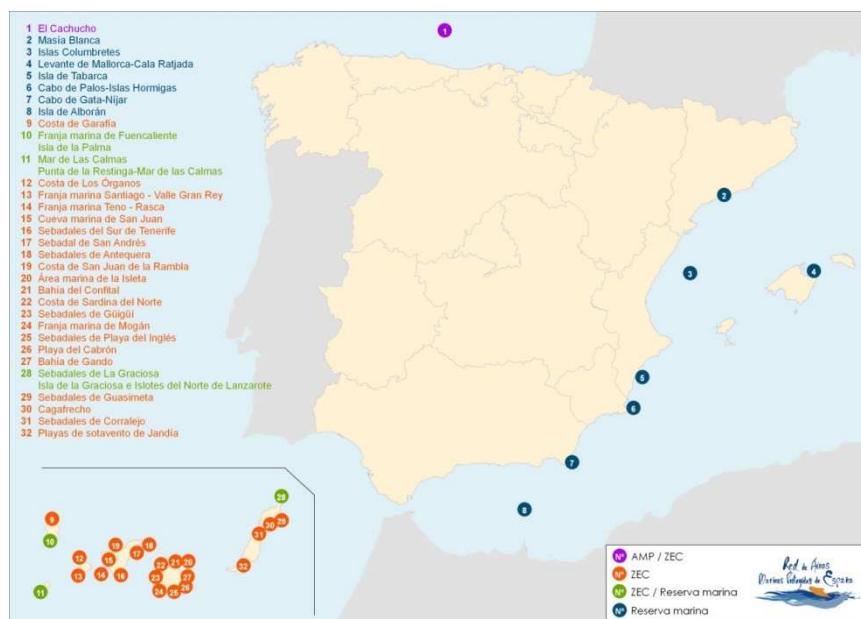 1 El Cachucho
2 Masia Blanca
3 Islas Columbretes
4 Levante de Mallorca-Cala Ratjada
5 Isla de Tabarca
6 Cabo de Palos-Islas Hormigas
7 Cabo de Gata-Níjar
8 Isla de Alborán
9 Costa de Garafía
10 Franja marina de Fuencaliente
Isla de la Palma
11 Mar de Las Calmas
Punta de la Restinga-Mar de las Calmas
12 Costa de Los Órganos
13 Franja marina Santiago - Valle Gran Rey
14 Franja marina Teno - Rasca
15 Cueva marina de San Juan
16 Sebadales del Sur de Tenerife
17 Sebadal de San Andrés
18 Sebadales de Antequera
19 Costa de San Juan de la Rambla
20 Área marina de la Isleta
21 Bahía del Confital
22 Costa de Sardina del Norte
23 Sebadales de Güigüí
24 Franja marina de Mogán
25 Sebadales de Playa del Inglés
26 Playa del Cabrón
27 Bahía de Gando
28 Sebadales de La Graciosa
Isla de la Graciosa e Islotes del Norte de Lanzarote
29 Sebadales de Guasimeta
30 Cagafrecho
31 Sebadales de Corralejo
32 Playas de sotavento de Jandía
1
2
3
4
5
6
7
8
28
9
30 29
31
10
19 18
12 15 17
22 21 20
32
13 14 16
23 27
11
24 25 26
Nº AMP / ZEC
Nº ZEC
Nº ZEC / Reserva marina
Nº Reserva marina
Red de Áreas
Marinas Protegidas de España